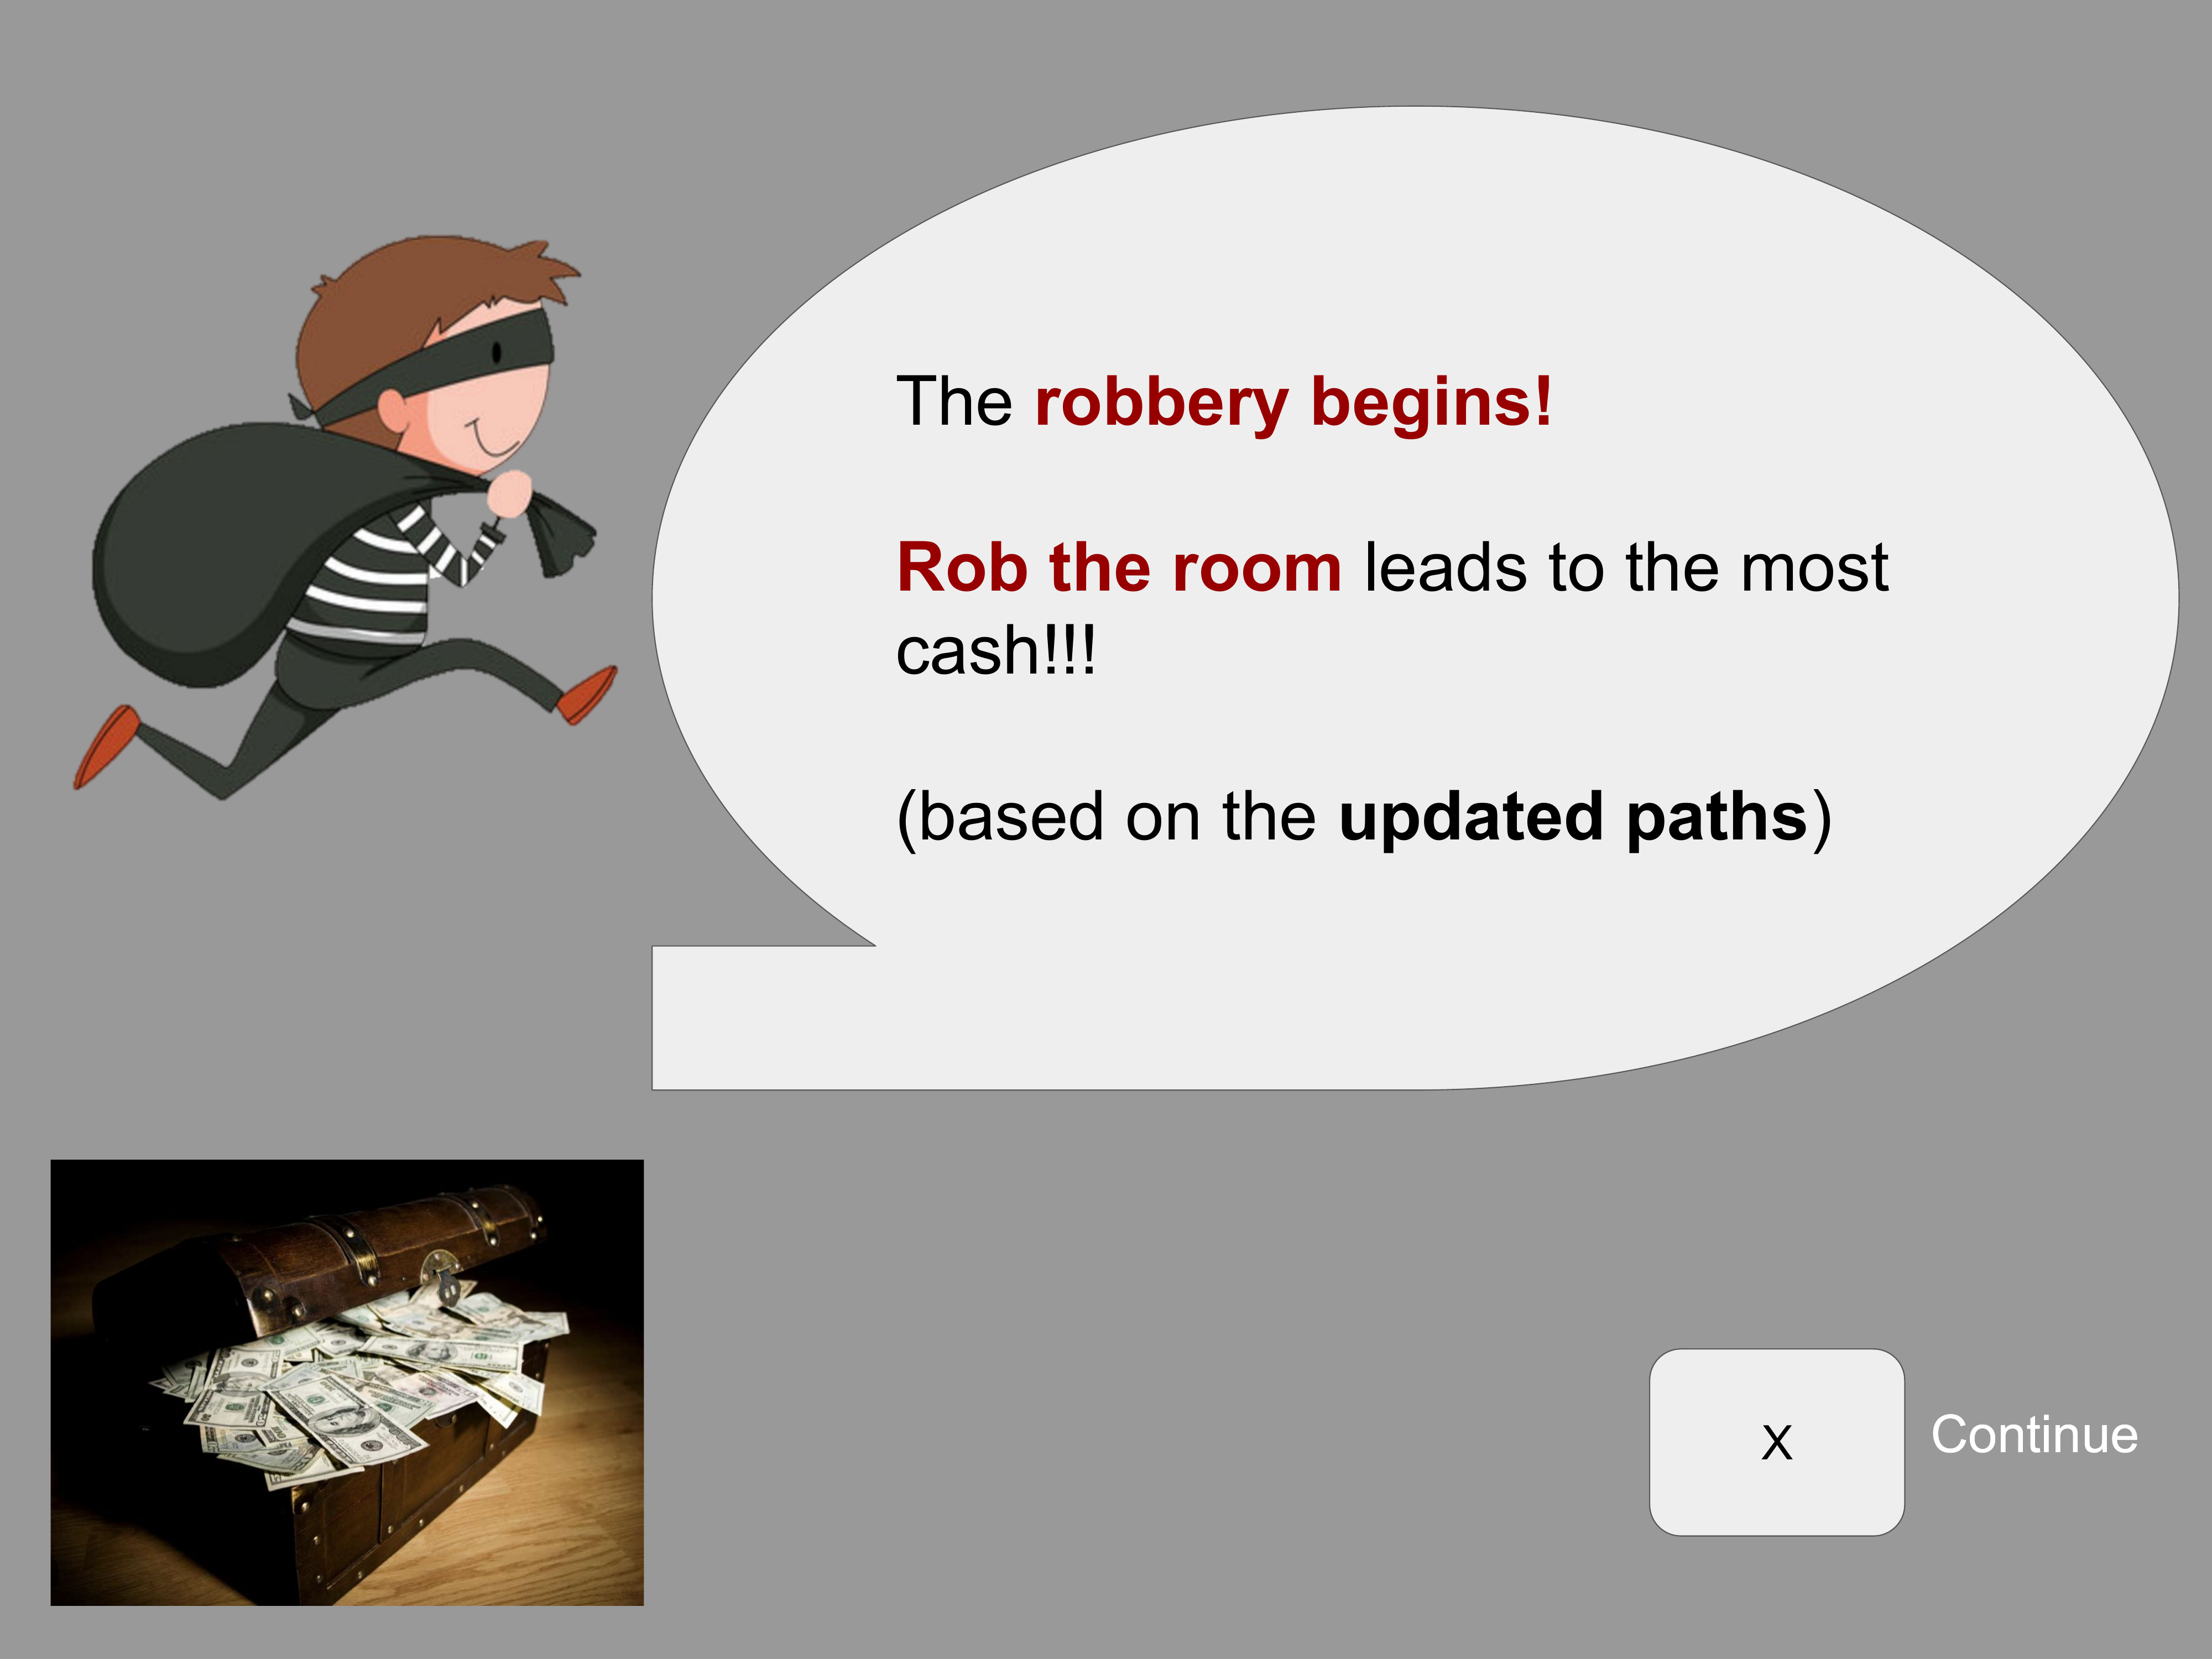 The robbery begins!
Rob the room leads to the most
cash!!!
(based on the updated paths)
X
Continue